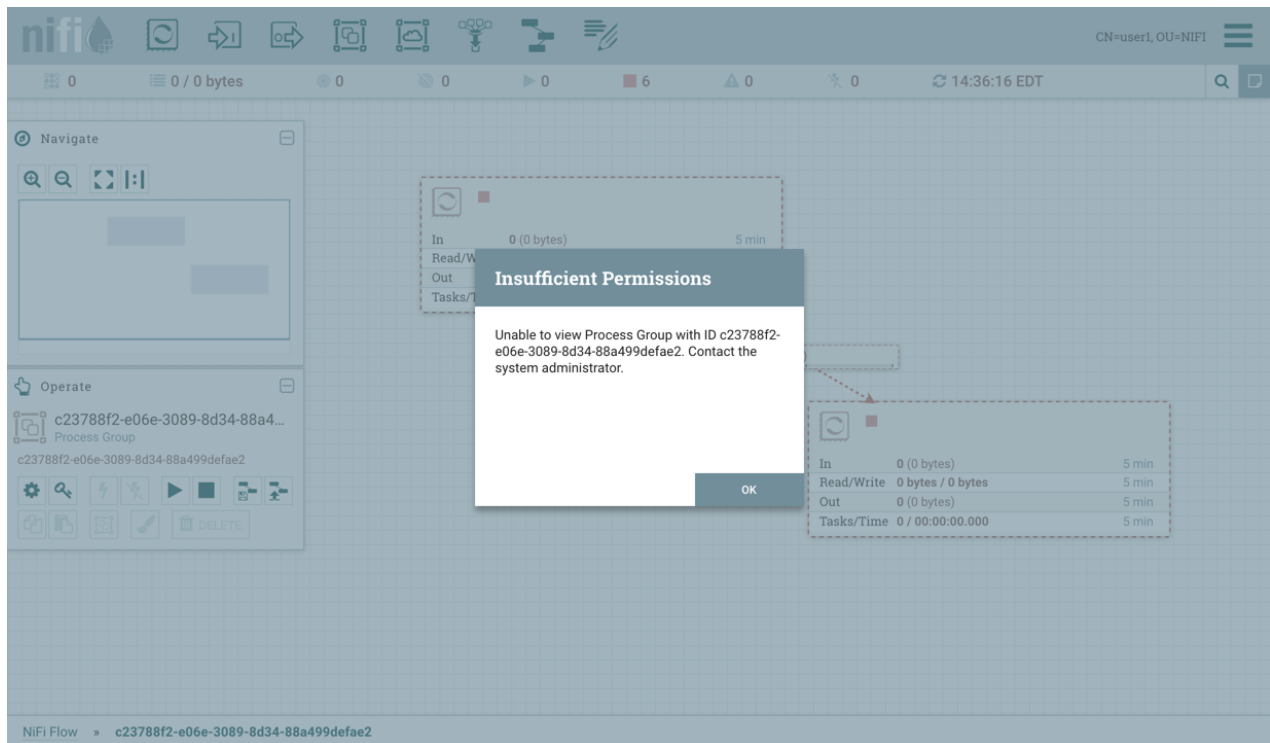 nifi
CN=user1, OU=NIFI
0
0 / 0 bytes
0
0
0
6
0
0
14:36:16 EDT
Navigate
In 0 (0 bytes) 5 min
Read/W
Out
Tasks/T
Insufficient Permissions
Unable to view Process Group with ID c23788f2-
e06e-3089-8d34-88a499defae2. Contact the
system administrator.
OK
Operate
c23788f2-e06e-3089-8d34-88a4...
Process Group
c23788f2-e06e-3089-8d34-88a499defae2
DELETE
In 0 (0 bytes) 5 min
Read/Write 0 bytes / 0 bytes 5 min
Out 0 (0 bytes) 5 min
Tasks/Time 0 / 00:00:00.000 5 min
NiFi Flow » c23788f2-e06e-3089-8d34-88a499defae2